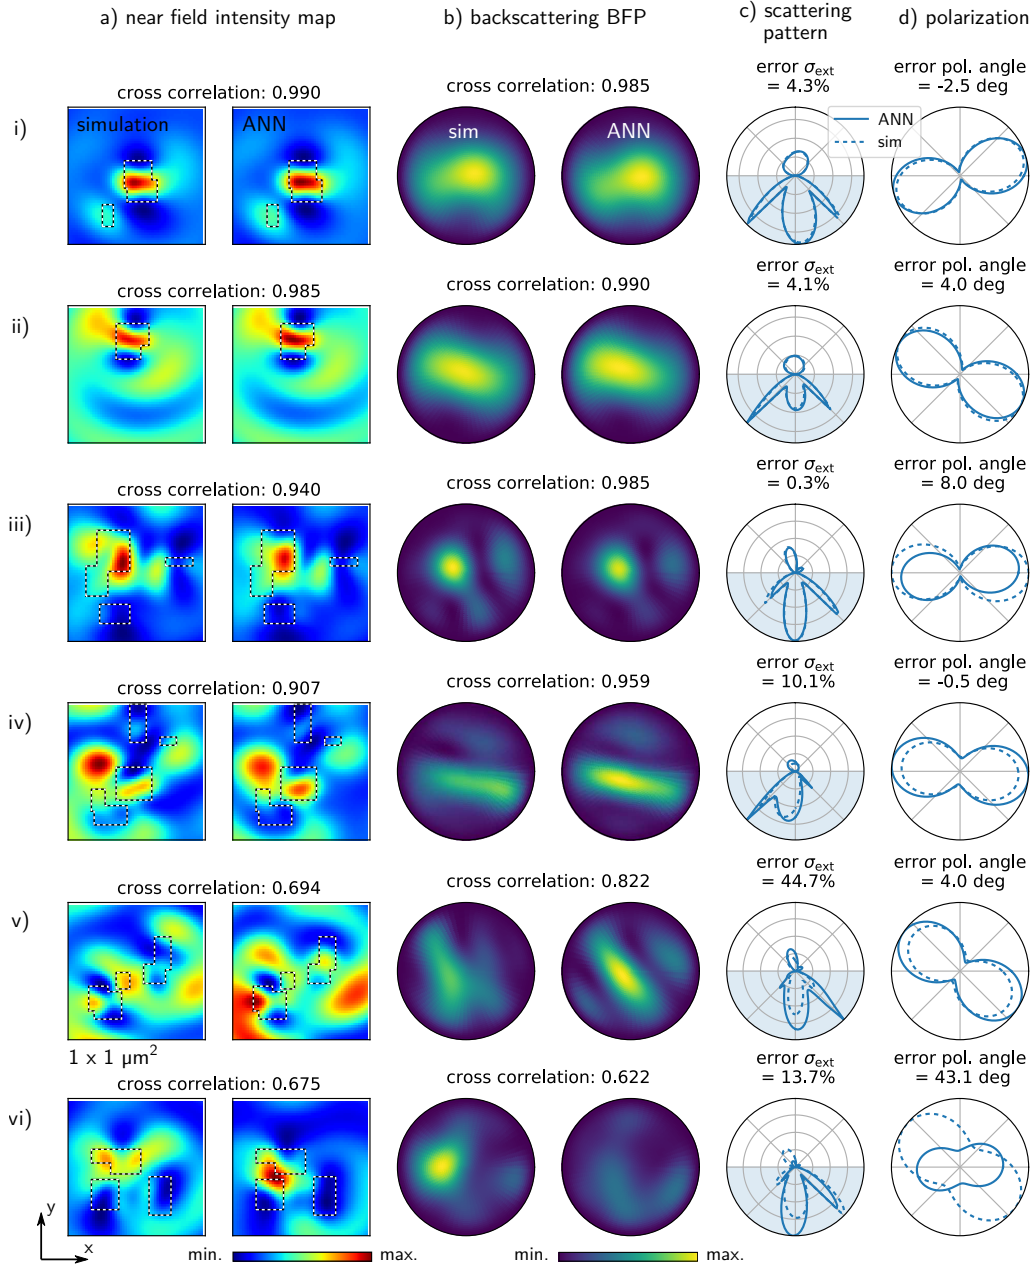 a) near field intensity map
b) backscattering BFP
c) scattering pattern
d) polarization
i)
cross correlation: 0.990
simulation
ANN
cross correlation: 0.985
sim
ANN
error σext
= 4.3%
error pol. angle
= -2.5 deg
ANN
sim
ii)
cross correlation: 0.985
cross correlation: 0.990
error σext
= 4.1%
error pol. angle
= 4.0 deg
iii)
cross correlation: 0.940
cross correlation: 0.985
error σext
= 0.3%
error pol. angle
= 8.0 deg
iv)
cross correlation: 0.907
cross correlation: 0.959
error σext
= 10.1%
error pol. angle
= -0.5 deg
v)
cross correlation: 0.694
cross correlation: 0.822
error σext
= 44.7%
error pol. angle
= 4.0 deg
1 x 1 µm²
vi)
cross correlation: 0.675
cross correlation: 0.622
error σext
= 13.7%
error pol. angle
= 43.1 deg
y
x
min.
max.
min.
max.